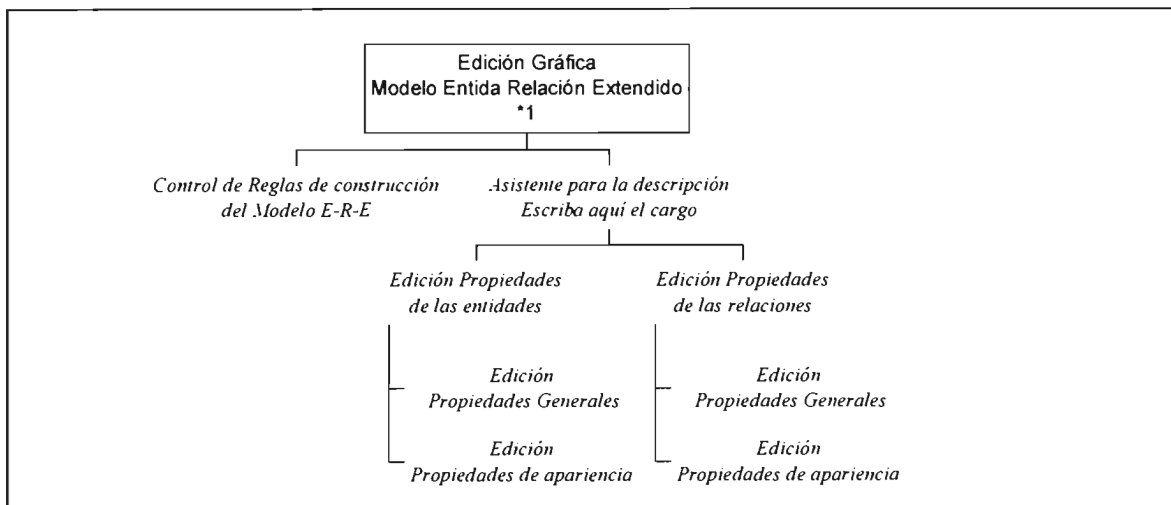 Edición Gráfica
Modelo Entida Relación Extendido
*1
Control de Reglas de construcción
del Modelo E-R-E
Asistente para la descripción
Escriba aquí el cargo
Edición Propiedades
de las entidades
Edición Propiedades
de las relaciones
Edición
Propiedades Generales
Edición
Propiedades Generales
Edición
Propiedades de apariencia
Edición
Propiedades de apariencia